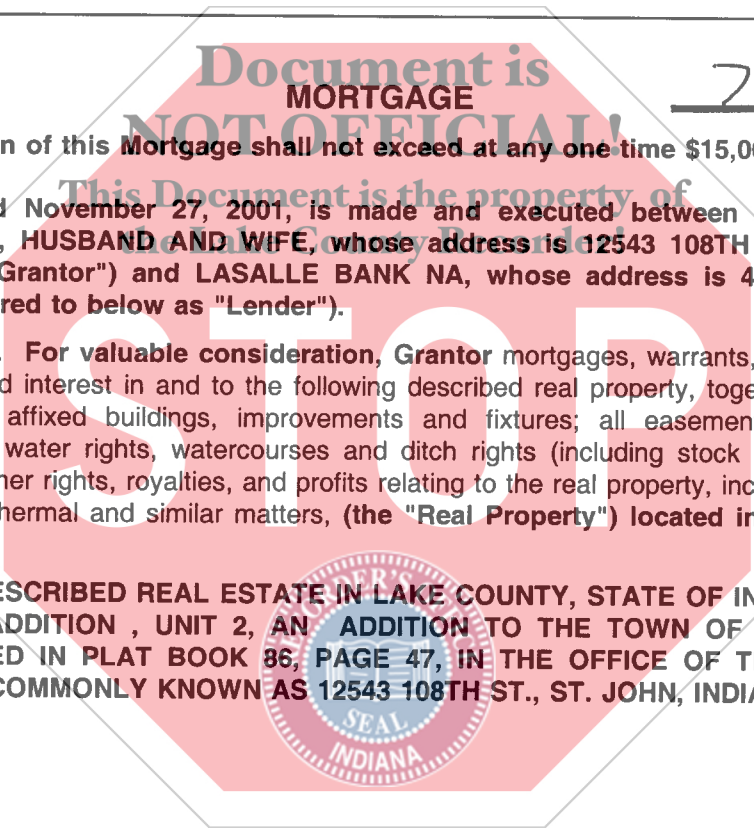 Document is
MORTGAGE
NOT OFFICIAL!
n of this Mortgage shall not exceed at any one time $15,00
This Document is the property of
d November 27, 2001, is made and executed between
the Lake County Recorder!
, HUSBAND AND WIFE, whose address is 12543 108TH
Grantor") and LASALLE BANK NA, whose address is 4
red to below as "Lender").
. For valuable consideration, Grantor mortgages, warrants,
d interest in and to the following described real property, toge
affixed buildings, improvements and fixtures; all easemen
water rights, watercourses and ditch rights (including stock
her rights, royalties, and profits relating to the real property, inc
hermal and similar matters, (the "Real Property") located in
STOP
ESCRIBED REAL ESTATE IN LAKE COUNTY, STATE OF IN
ADDITION , UNIT 2, AN ADDITION TO THE TOWN OF
ED IN PLAT BOOK 86, PAGE 47, IN THE OFFICE OF T
COMMONLY KNOWN AS 12543 108TH ST., ST. JOHN, INDIA
SEAL
INDIANA